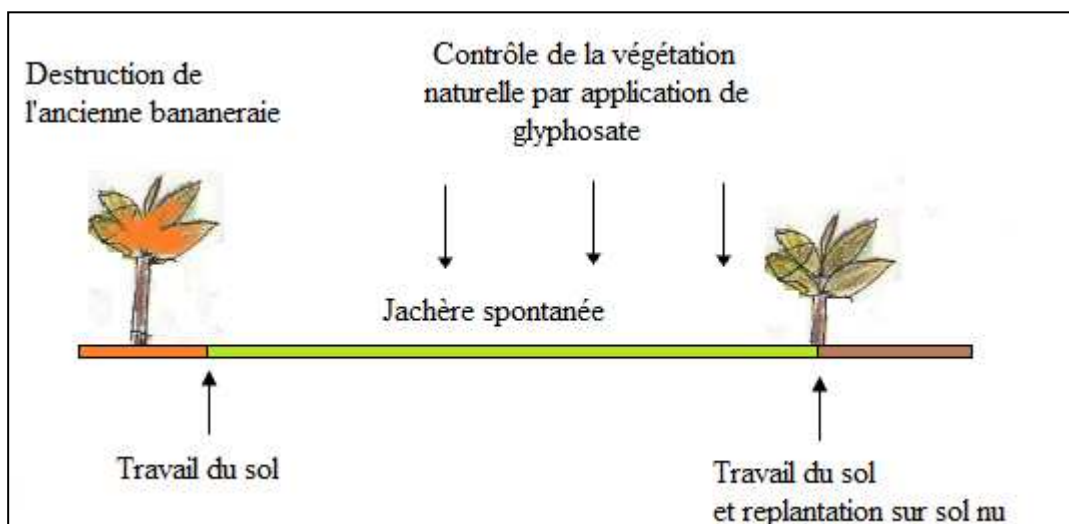 Destruction de
l'ancienne bananeraie
Contrôle de la végétation
naturelle par application de
glyphosate
Jachère spontanée
Travail du sol
Travail du sol
et replantation sur sol nu